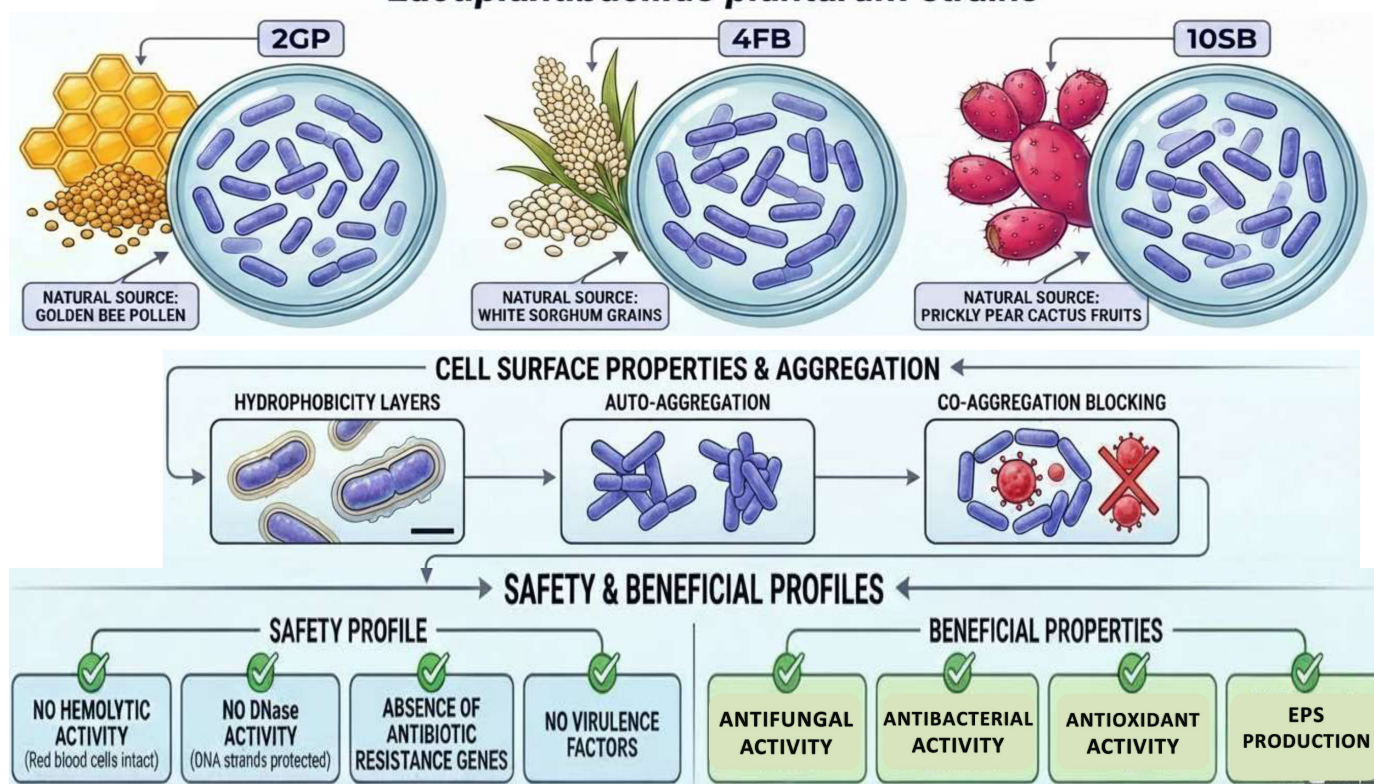 Lactiplantibacillus plantarum strains
2GP
4FB
10SB
NATURAL SOURCE:
GOLDEN BEE POLLEN
NATURAL SOURCE:
WHITE SORGHUM GRAINS
NATURAL SOURCE:
PRICKLY PEAR CACTUS FRUITS
CELL SURFACE PROPERTIES & AGGREGATION
HYDROPHOBICITY LAYERS
AUTO-AGGREGATION
CO-AGGREGATION BLOCKING
SAFETY & BENEFICIAL PROFILES
SAFETY PROFILE
NO HEMOLYTIC
ACTIVITY
(Red blood cells intact)
NO DNase
ACTIVITY
(DNA strands protected)
ABSENCE OF
ANTIBIOTIC
RESISTANCE GENES
NO VIRULENCE
FACTORS
BENEFICIAL PROPERTIES
ANTIFUNGAL
ACTIVITY
ANTIBACTERIAL
ACTIVITY
ANTIOXIDANT
ACTIVITY
EPS
PRODUCTION